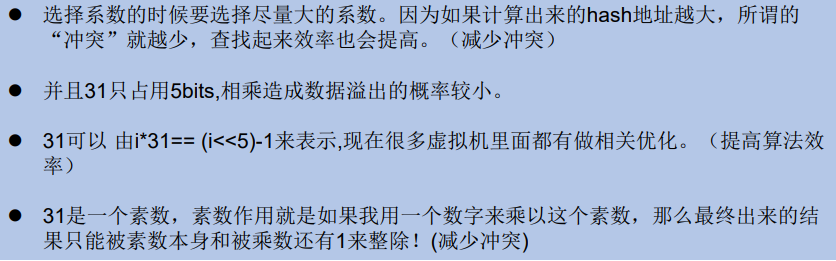 ● 选择系数的时候要选择尽量大的系数。因为如果计算出来的hash地址越大，所谓的
“冲突”就越少，查找起来效率也会提高。（减少冲突）
● 并且31只占用5bits,相乘造成数据溢出的概率较小。
● 31可以 由i*31== (i<<5)-1来表示,现在很多虚拟机里面都有做相关优化。（提高算法效
率）
● 31是一个素数，素数作用就是如果我用一个数字来乘以这个素数，那么最终出来的结
果只能被素数本身和被乘数还有1来整除！(减少冲突)